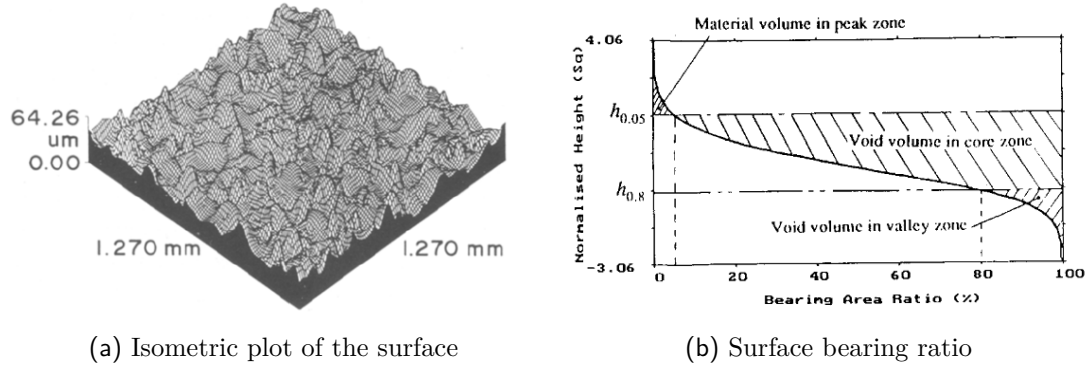 64.26
um
0.00
1.270 mm
1.270 mm
(a) Isometric plot of the surface
Material volume in peak zone
4.06
h0.05
Void volume in core zone
h0.8
Void volume in valley zone
-3.06
Normalised Height (Sq)
0
20
40
60
80
100
Bearing Area Ratio (%)
(b) Surface bearing ratio